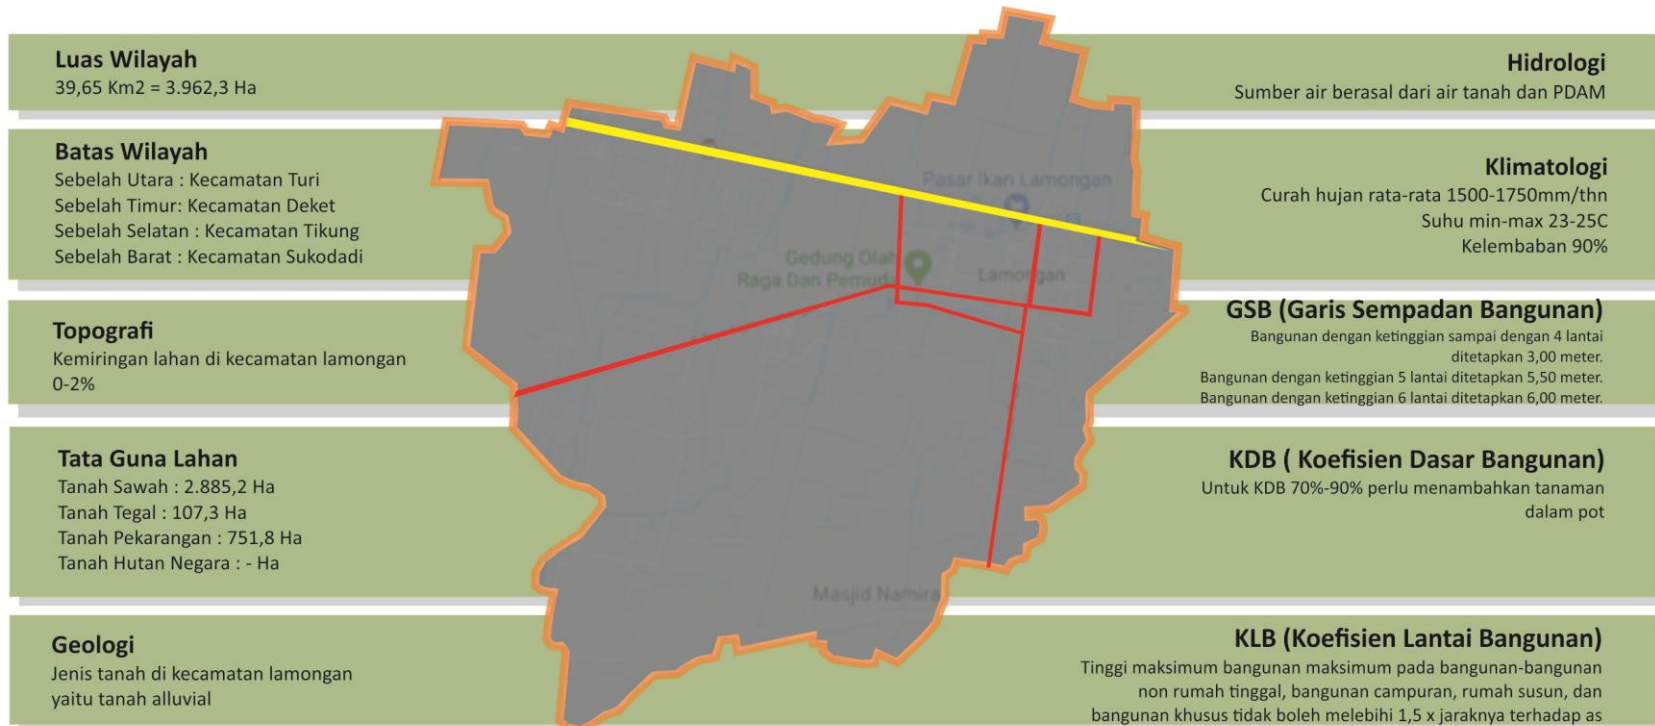 Luas Wilayah
39,65 Km2 = 3.962,3 Ha
Batas Wilayah
Sebelah Utara : Kecamatan Turi
Sebelah Timur: Kecamatan Deket
Sebelah Selatan : Kecamatan Tikung
Sebelah Barat : Kecamatan Sukodadi
Topografi
Kemiringan lahan di kecamatan lamongan
0-2%
Tata Guna Lahan
Tanah Sawah : 2.885,2 Ha
Tanah Tegal : 107,3 Ha
Tanah Pekarangan : 751,8 Ha
Tanah Hutan Negara : - Ha
Geologi
Jenis tanah di kecamatan lamongan
yaitu tanah alluvial
Pasar Ikan Lamongan
Gedung Olah
Raga Dan Pemuda
Lamongan
Masjid Namira
Hidrologi
Sumber air berasal dari air tanah dan PDAM
Klimatologi
Curah hujan rata-rata 1500-1750mm/thn
Suhu min-max 23-25C
Kelembaban 90%
GSB (Garis Sempadan Bangunan)
Bangunan dengan ketinggian sampai dengan 4 lantai
ditetapkan 3,00 meter.
Bangunan dengan ketinggian 5 lantai ditetapkan 5,50 meter.
Bangunan dengan ketinggian 6 lantai ditetapkan 6,00 meter.
KDB ( Koefisien Dasar Bangunan)
Untuk KDB 70%-90% perlu menambahkan tanaman
dalam pot
KLB (Koefisien Lantai Bangunan)
Tinggi maksimum bangunan maksimum pada bangunan-bangunan
non rumah tinggal, bangunan campuran, rumah susun, dan
bangunan khusus tidak boleh melebihi 1,5 x jaraknya terhadap as